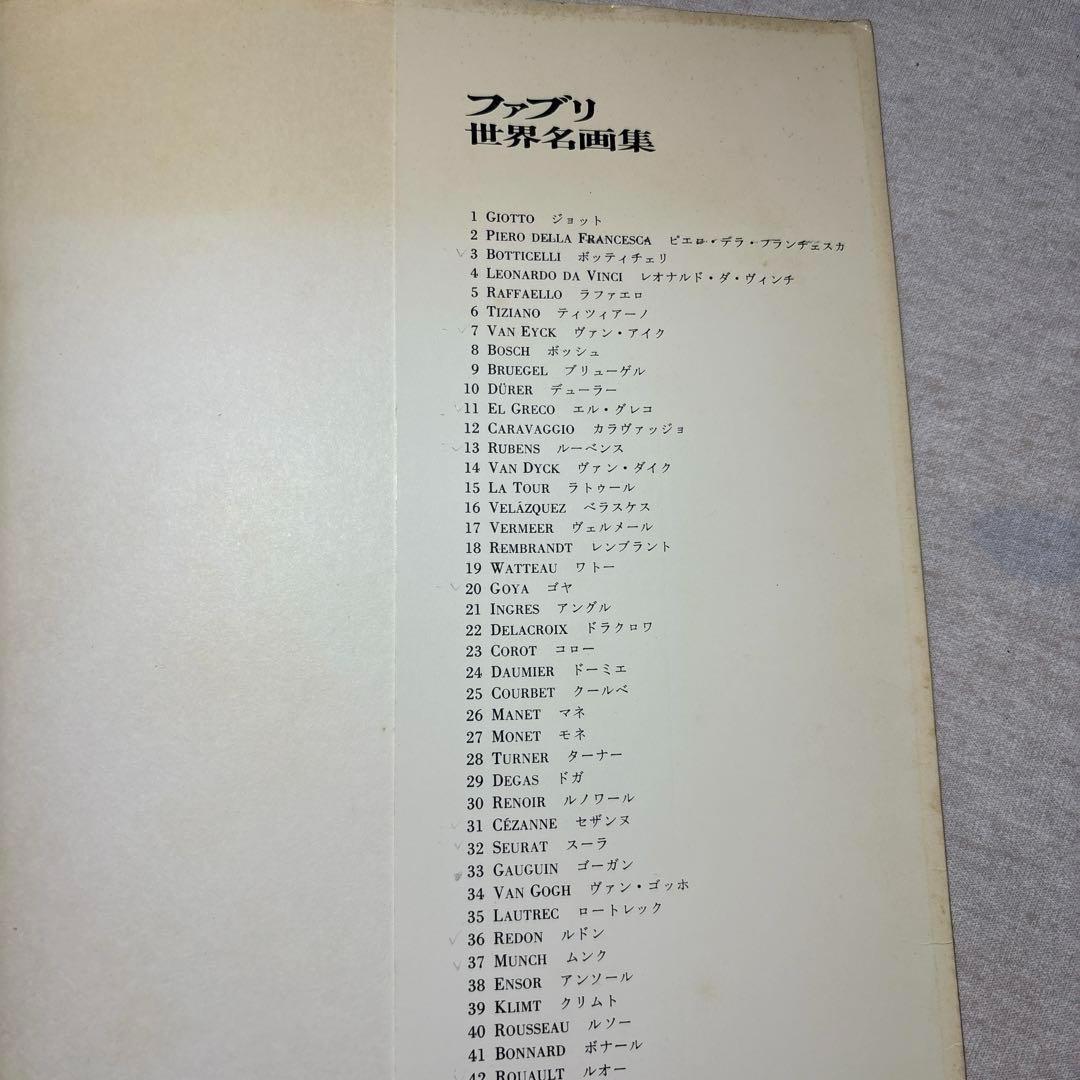 ファブリ
世界名画集
1 GIOTTO ジョット
2 PIERO DELLA FRANCESCA ピエロ・デラ・フランチェスカ
3 BOTTICELLI ボッティチェリ
4 LEONARDO DA VINCI レオナルド・ダ・ヴィンチ
5 RAFFAELLO ラファエロ
6 TIZIANO ティツィアーノ
7 VAN EYCK ヴァン・アイク
8 BOSCH ボッシュ
9 BRUEGEL ブリューゲル
10 DÜRER デューラー
11 EL GRECO エル・グレコ
12 CARAVAGGIO カラヴァッジョ
13 RUBENS ルーベンス
14 VAN DYCK ヴァン・ダイク
15 LA TOUR ラトゥール
16 VELÁZQUEZ ベラスケス
17 VERMEER ヴェルメール
18 REMBRANDT レンブラント
19 WATTEAU ワトー
20 GOYA ゴヤ
21 INGRES アングル
22 DELACROIX ドラクロワ
23 COROT コロー
24 DAUMIER ドーミエ
25 COURBET クールベ
26 MANET マネ
27 MONET モネ
28 TURNER ターナー
29 DEGAS ドガ
30 RENOIR ルノワール
31 CÉZANNE セザンヌ
32 SEURAT スーラ
33 GAUGUIN ゴーガン
34 VAN GOGH ヴァン・ゴッホ
35 LAUTREC ロートレック
36 REDON ルドン
37 MUNCH ムンク
38 ENSOR アンソール
39 KLIMT クリムト
40 ROUSSEAU ルソー
41 BONNARD ボナール
42 ROUAULT ルオー